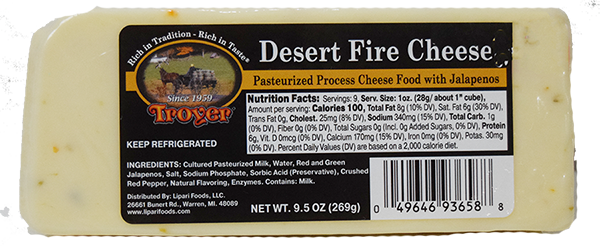 Rich in Tradition - Rich in Taste®
Since 1959
Troyer
Desert Fire Cheese
Pasteurized Process Cheese Food with Jalapenos
Nutrition Facts: Servings: 9, Serv. Size: 1oz. (28g/ about 1" cube),
Amount per serving: Calories 100, Total Fat 8g (10% DV), Sat. Fat 6g (30% DV),
Trans Fat 0g, Cholest. 25mg (8% DV), Sodium 340mg (15% DV), Total Carb. 1g
(0% DV), Fiber 0g (0% DV), Total Sugars 0g (Incl. 0g Added Sugars, 0% DV), Protein
6g, Vit. D 0mcg (0% DV), Calcium 170mg (15% DV), Iron 0mg (0% DV), Potas. 30mg
(0% DV). Percent Daily Values (DV) are based on a 2,000 calorie diet.
KEEP REFRIGERATED
INGREDIENTS: Cultured Pasteurized Milk, Water, Red and Green
Jalapenos, Salt, Sodium Phosphate, Sorbic Acid (Preservative), Crushed
Red Pepper, Natural Flavoring, Enzymes. Contains: Milk.
Distributed By: Lipari Foods, LLC.
26661 Bunert Rd., Warren, MI. 48089
www.liparifoods.com
NET WT. 9.5 OZ (269g)
0 49646 93658 8